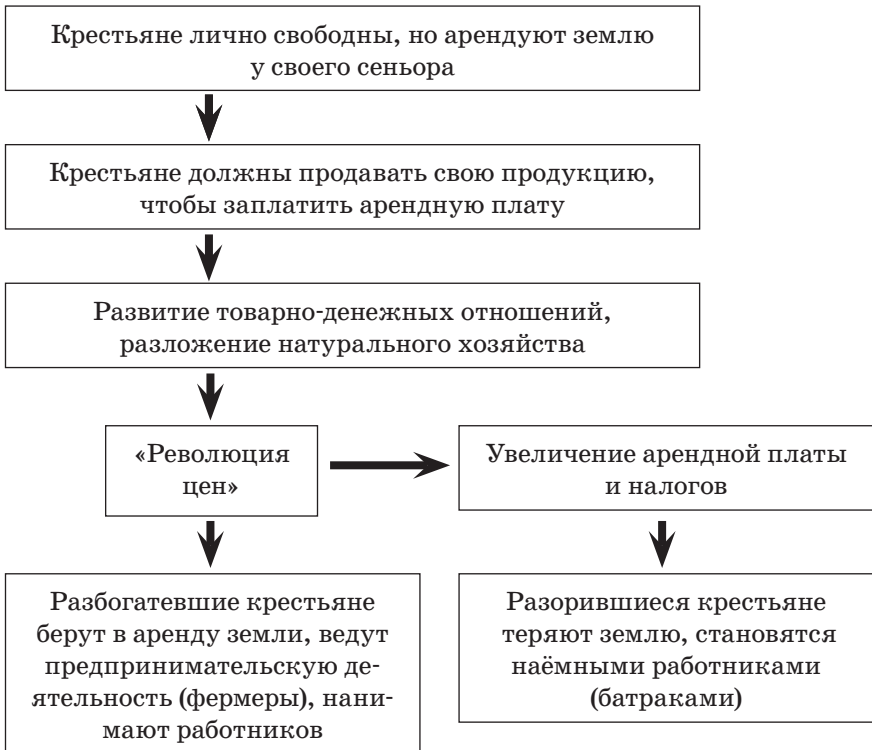 Крестьяне лично свободны, но арендуют землю
у своего сеньора
Крестьяне должны продавать свою продукцию,
чтобы заплатить арендную плату
Развитие товарно-денежных отношений,
разложение натурального хозяйства
«Революция
цен»
Увеличение арендной платы
и налогов
Разбогатевшие крестьяне
берут в аренду земли, ведут
предпринимательскую де-
ятельность (фермеры), нани-
мают работников
Разорившиеся крестьяне
теряют землю, становятся
наёмными работниками
(батраками)